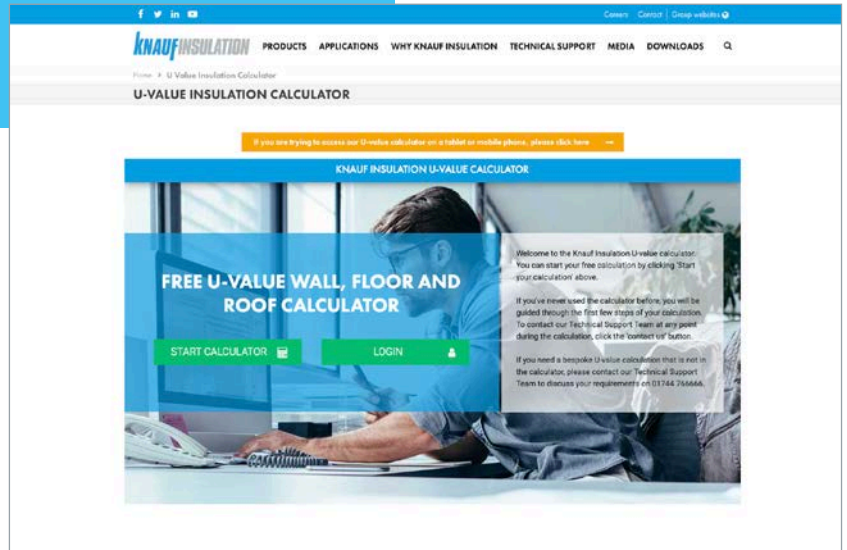 Careers Contact | Group websites
KNAUFINSULATION PRODUCTS APPLICATIONS WHY KNAUF INSULATION TECHNICAL SUPPORT MEDIA DOWNLOADS
Home > U Value Insulation Calculator
U-VALUE INSULATION CALCULATOR
If you are trying to access our U-value calculator on a tablet or mobile phone, please click here
KNAUF INSULATION U-VALUE CALCULATOR
FREE U-VALUE WALL, FLOOR AND
ROOF CALCULATOR
START CALCULATOR
LOGIN
Welcome to the Knauf Insulation U-value calculator.
You can start your free calculation by clicking 'Start
your calculation' above.
If you've never used the calculator before, you will be
guided through the first few steps of your calculation.
To contact our Technical Support Team at any point
during the calculation, click the 'contact us' button.
If you need a bespoke U-value calculation that is not in
the calculator, please contact our Technical Support
Team to discuss your requirements on 01744 766666.